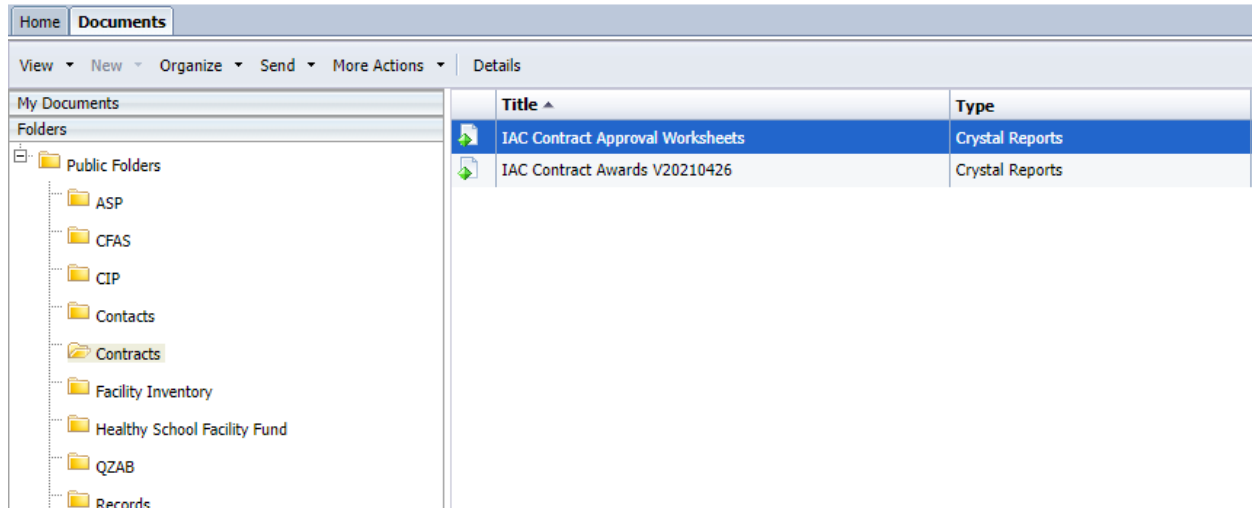 Home Documents
View New Organize Send More Actions Details
My Documents
Folders
Public Folders
ASP
CFAS
CIP
Contacts
Contracts
Facility Inventory
Healthy School Facility Fund
QZAB
Records
Title Type
IAC Contract Approval Worksheets Crystal Reports
IAC Contract Awards V20210426 Crystal Reports